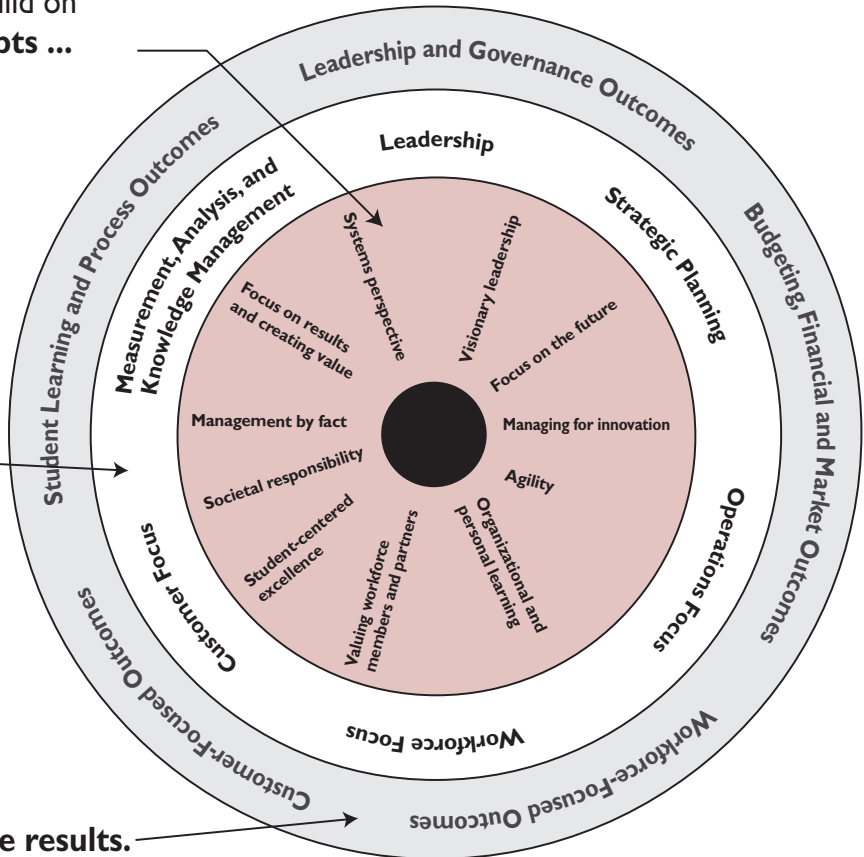 on
... 
Leadership and Governance Outcomes
Budgeting, Financial and Market Outcomes
Workforce-Focused Outcomes
Customer-Focused Outcomes
Student Learning and Process Outcomes
Leadership
Strategic Planning
Operations Focus
Workforce Focus
Customer Focus
Measurement, Analysis, and
Knowledge Management
Systems perspective
Visionary leadership
Focus on the future
Managing for innovation
Agility
Organizational and
personal learning
Valuing workforce
members and partners
Student-centered
excellence
Societal responsibility
Management by fact
Focus on results
and creating value
results.